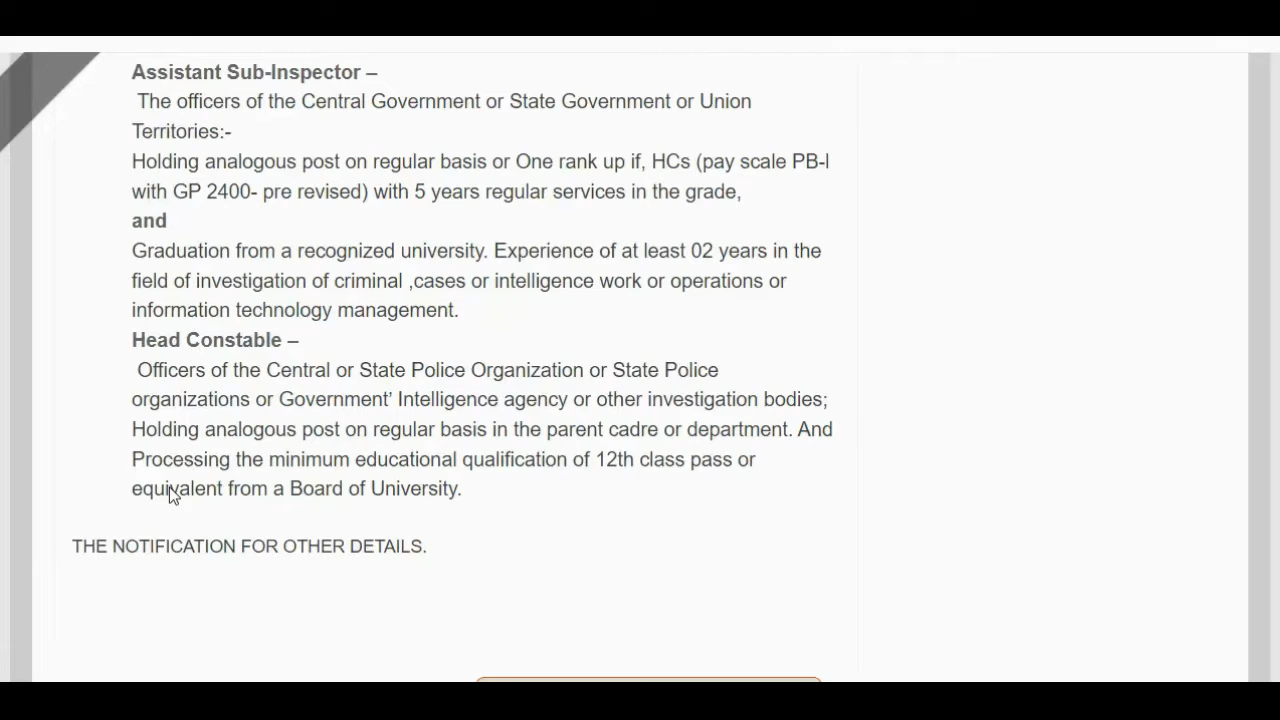 Assistant Sub-Inspector –
The officers of the Central Government or State Government or Union
Territories:-
Holding analogous post on regular basis or One rank up if, HCs (pay scale PB-I
with GP 2400- pre revised) with 5 years regular services in the grade,
and
Graduation from a recognized university. Experience of at least 02 years in the
field of investigation of criminal ,cases or intelligence work or operations or
information technology management.
Head Constable –
Officers of the Central or State Police Organization or State Police
organizations or Government’ Intelligence agency or other investigation bodies;
Holding analogous post on regular basis in the parent cadre or department. And
Processing the minimum educational qualification of 12th class pass or
equivalent from a Board of University.
THE NOTIFICATION FOR OTHER DETAILS.